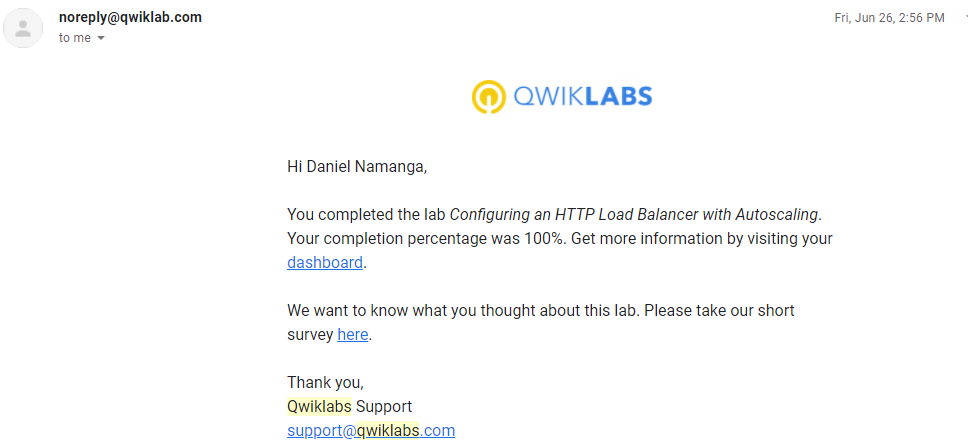 noreply@qwiklab.com
Fri, Jun 26, 2:56 PM
to me
QWIKLABS
Hi Daniel Namanga,
You completed the lab Configuring an HTTP Load Balancer with Autoscaling.
Your completion percentage was 100%. Get more information by visiting your
dashboard.
We want to know what you thought about this lab. Please take our short
survey here.
Thank you,
Qwiklabs Support
support@qwiklabs.com